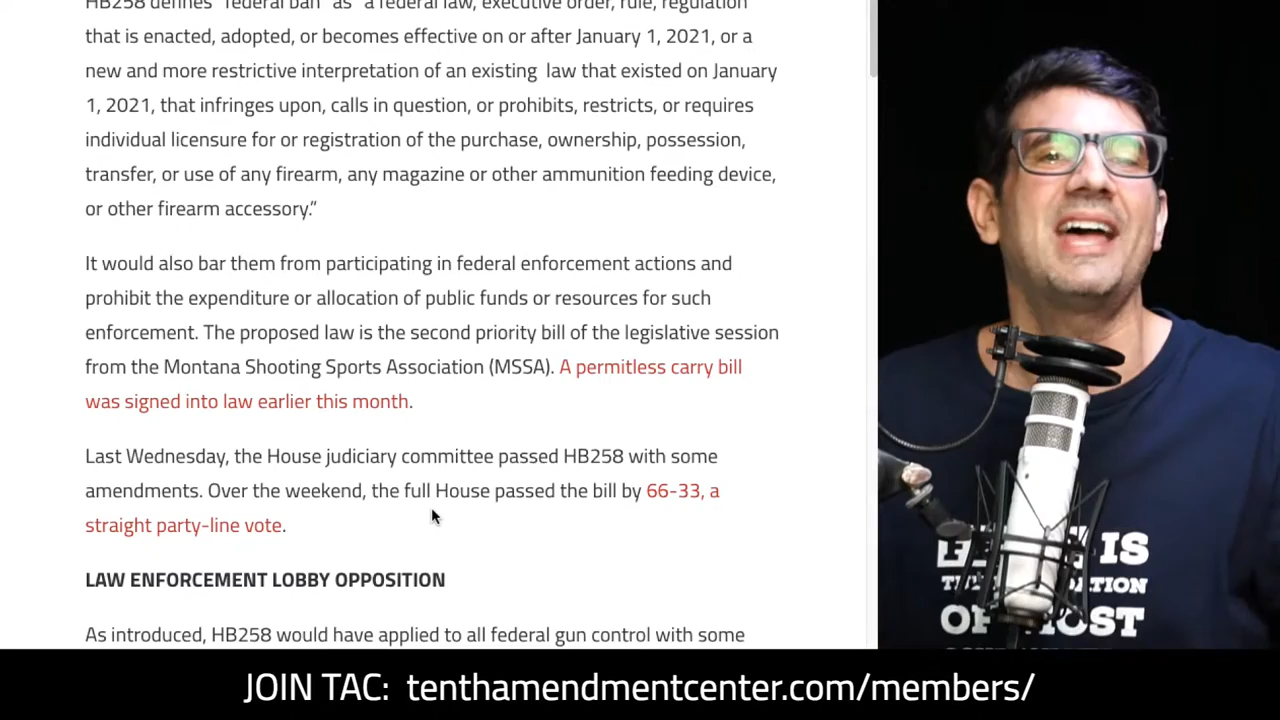 HB258 defines "federal ban" as "a federal law, executive order, rule, regulation
that is enacted, adopted, or becomes effective on or after January 1, 2021, or a
new and more restrictive interpretation of an existing law that existed on January
1, 2021, that infringes upon, calls in question, or prohibits, restricts, or requires
individual licensure for or registration of the purchase, ownership, possession,
transfer, or use of any firearm, any magazine or other ammunition feeding device,
or other firearm accessory.”
It would also bar them from participating in federal enforcement actions and
prohibit the expenditure or allocation of public funds or resources for such
enforcement. The proposed law is the second priority bill of the legislative session
from the Montana Shooting Sports Association (MSSA). A permitless carry bill
was signed into law earlier this month.
Last Wednesday, the House judiciary committee passed HB258 with some
amendments. Over the weekend, the full House passed the bill by 66-33, a
straight party-line vote.
LAW ENFORCEMENT LOBBY OPPOSITION
As introduced, HB258 would have applied to all federal gun control with some
IS
OF MOST
JOIN TAC: tenthamendmentcenter.com/members/